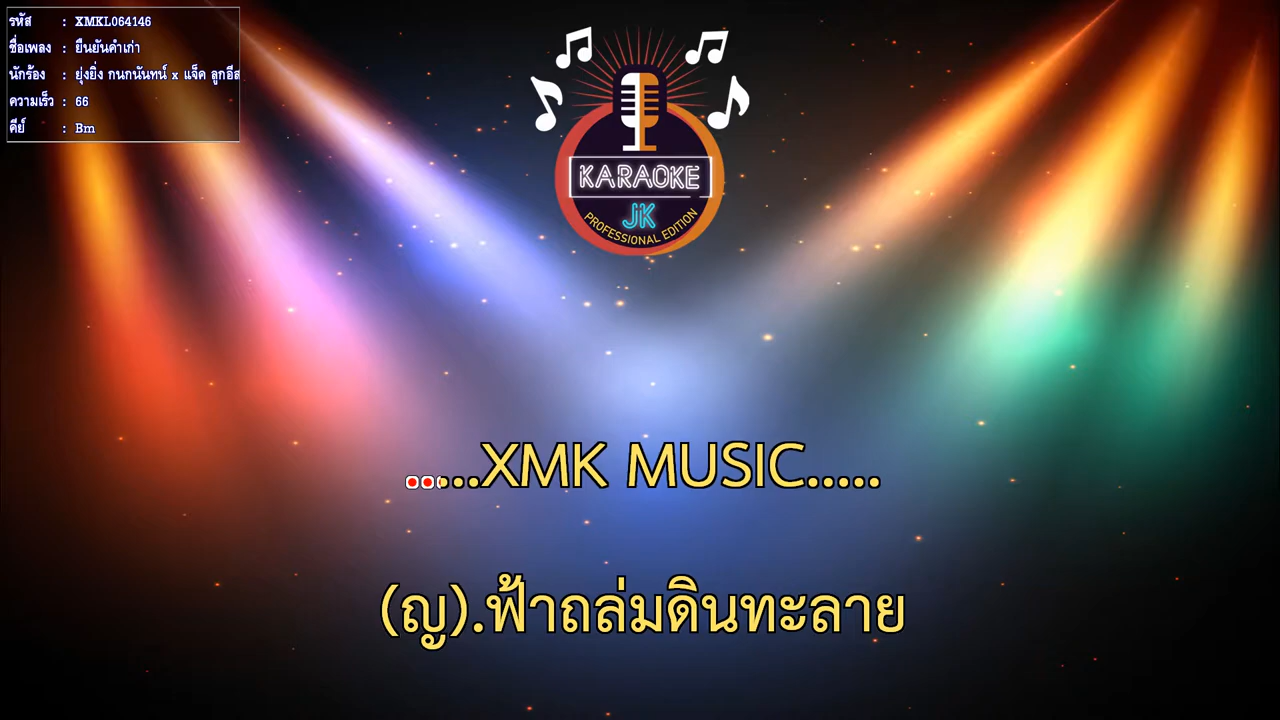 รหัส : XMKL064146
ชื่อเพลง : ยืนยันคำเก่า
นักร้อง : ยุ่งยิ่ง กนกนันทน์ x แจ็ค ลูกอีส
ความเร็ว : 66
คีย์ : Bm
KARAOKE
JK
PROFESSIONAL EDITION
.....XMK MUSIC.....
(ญ).ฟ้าถล่มดินทะลาย